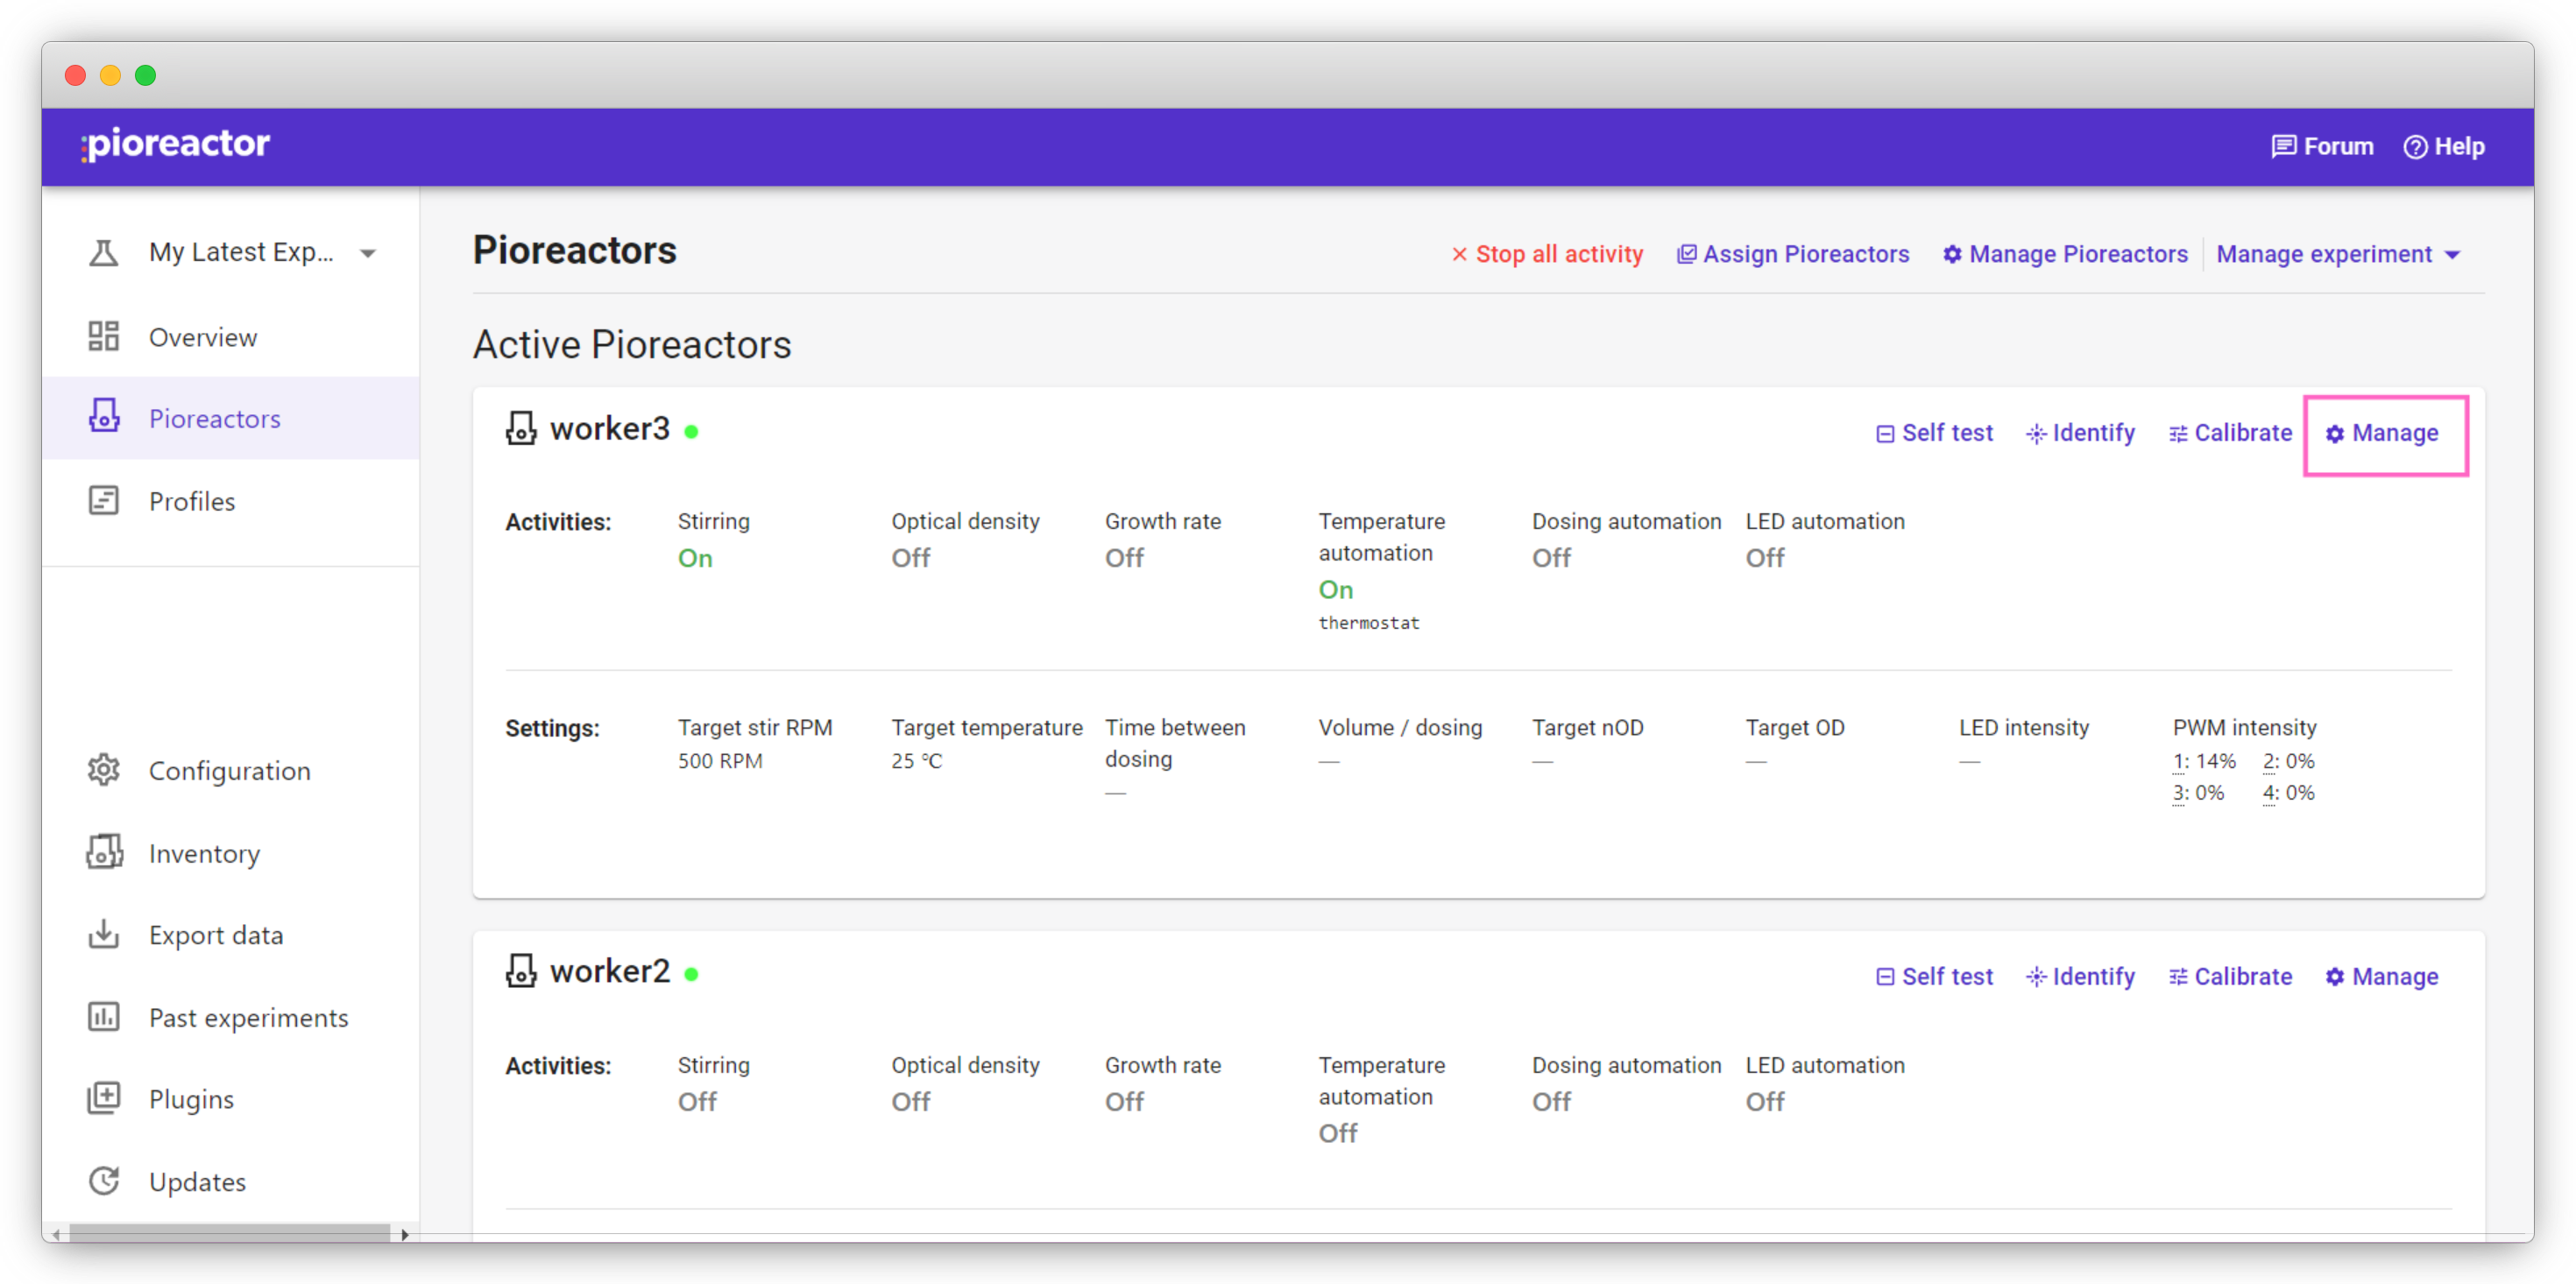 pioreactor
Forum Help
My Latest Exp...
Overview
Pioreactors
Profiles
Configuration
Inventory
Export data
Past experiments
Plugins
Updates
Pioreactors
Stop all activity Assign Pioreactors Manage Pioreactors Manage experiment
Active Pioreactors
worker3
Self test Identify Calibrate Manage
Activities:
Stirring
On
Optical density
Off
Growth rate
Off
Temperature
automation
On
thermostat
Dosing automation
Off
LED automation
Off
Settings:
Target stir RPM
500 RPM
Target temperature
25 ℃
Time between
dosing
—
Volume / dosing
—
Target nOD
—
Target OD
—
LED intensity
—
PWM intensity
1: 14% 2: 0%
3: 0% 4: 0%
worker2
Self test Identify Calibrate Manage
Activities:
Stirring
Off
Optical density
Off
Growth rate
Off
Temperature
automation
Off
Dosing automation
Off
LED automation
Off